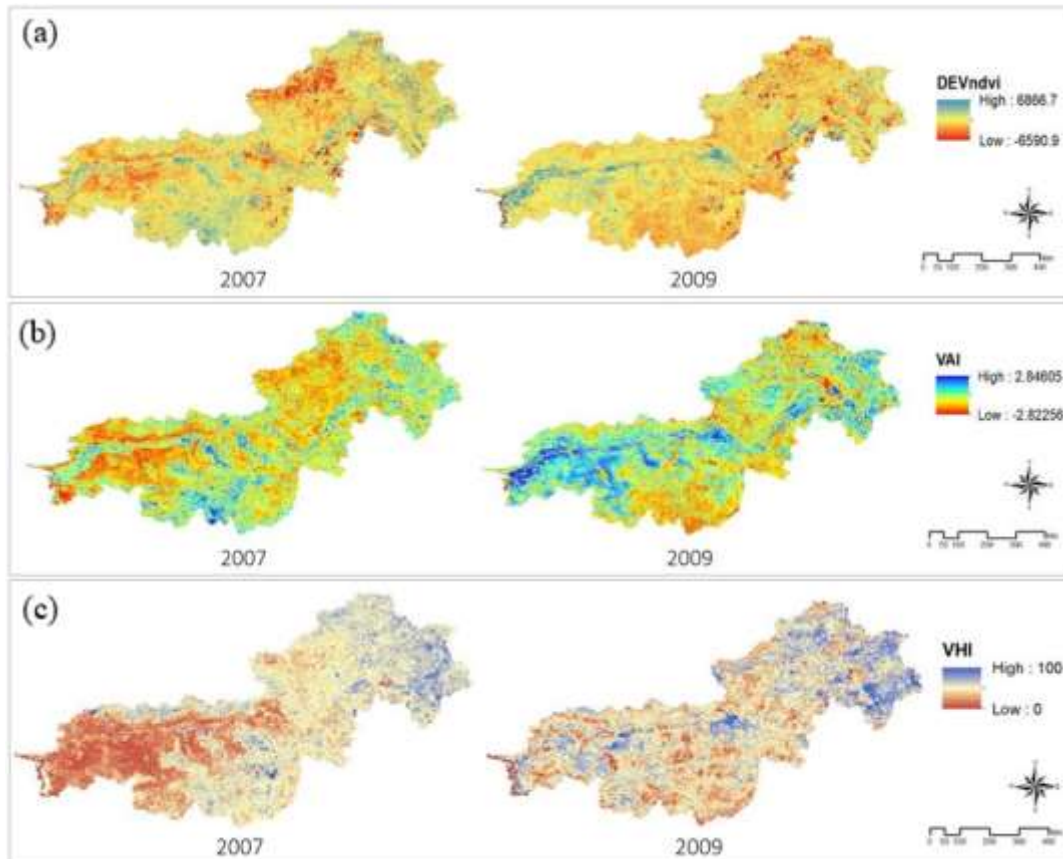 (a)
DEVndvi
High : 6866.7
Low : -6590.9
2007
2009
(b)
VAI
High : 2.84605
Low : -2.82256
2007
2009
(c)
VHI
High : 100
Low : 0
2007
2009